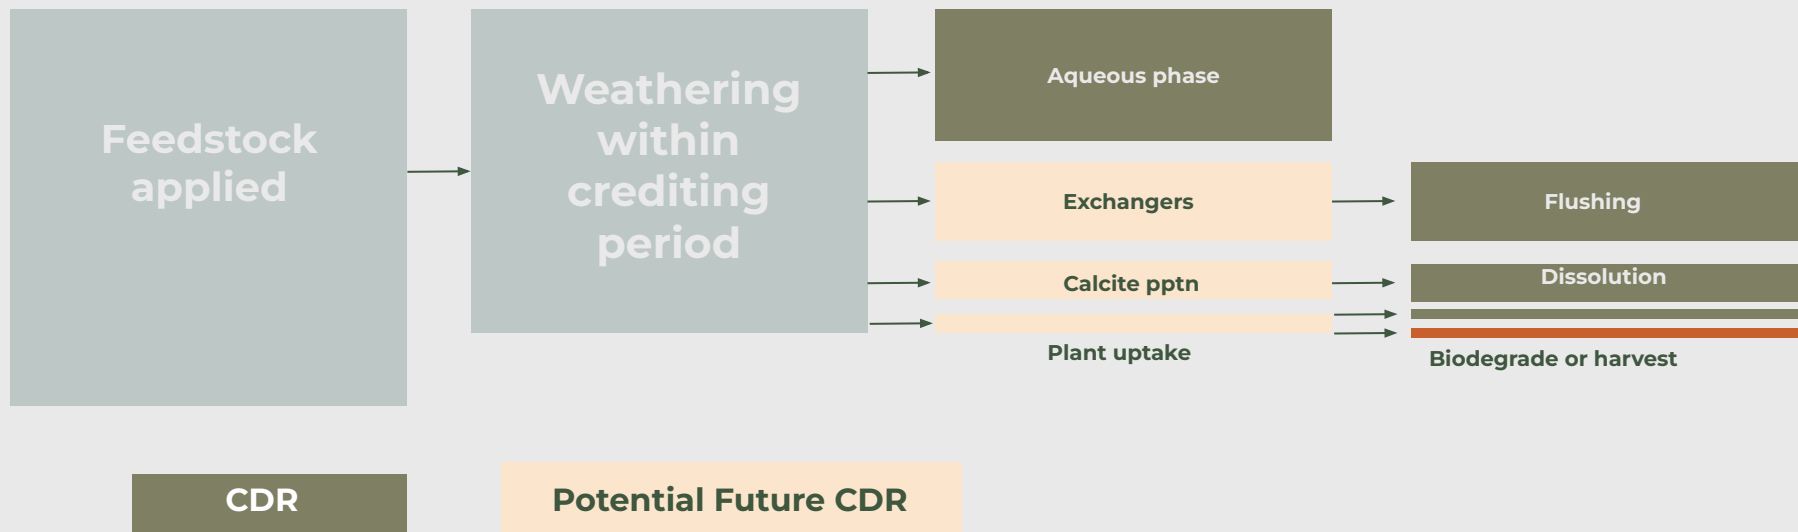 Feedstock
applied
Weathering
within
crediting
period
Aqueous phase
Exchangers
Flushing
Calcite pptn
Dissolution
Plant uptake
Biodegrade or harvest
CDR
Potential Future CDR